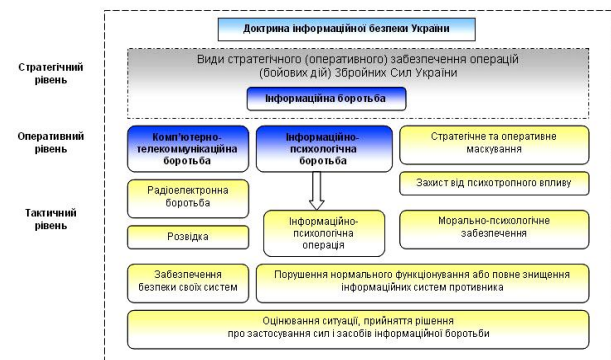 Доктрина інформаційної безпеки України
Стратегічний
рівень
Види стратегічного (оперативного) забезпечення операцій
(бойових дій) Збройних Сил України
Інформаційна боротьба
Оперативний
рівень
Комп'ютерно-
телекоммунікаційна
боротьба
Інформаційно-
психологічна
боротьба
Стратегічне та оперативне
маскування
Захист від психотропного впливу
Тактичний
рівень
Радіоелектронна
боротьба
Розвідка
Інформаційно-
психологічна
операція
Морально-психологічне
забезпечення
Забезпечення
безпеки своїх систем
Порушення нормального функціонування або повне знищення
інформаційних систем противника
Оцінювання ситуації, прийняття рішення
про застосування сил і засобів інформаційної боротьби